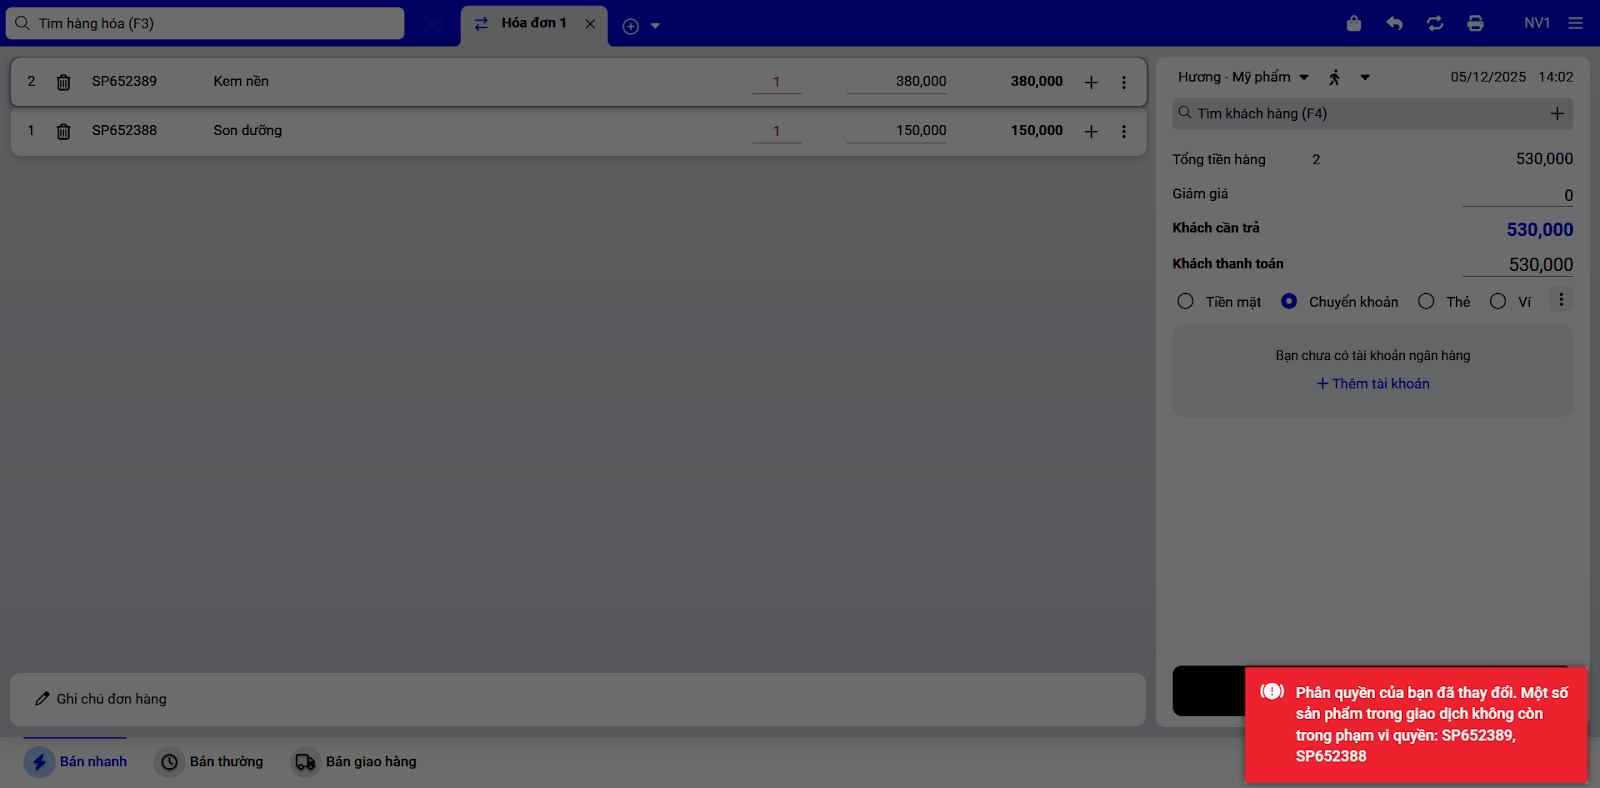 Tìm hàng hóa (F3)
Hóa đơn 1
NV1
2 SP652389 Kem nền 1 380,000 380,000
1 SP652388 Son dưỡng 1 150,000 150,000
Hương - Mỹ phẩm 05/12/2025 14:02
Tìm khách hàng (F4)
Tổng tiền hàng 2 530,000
Giảm giá 0
Khách cần trả 530,000
Khách thanh toán 530,000
Tiền mặt Chuyển khoản Thẻ Ví
Bạn chưa có tài khoản ngân hàng
+ Thêm tài khoản
Ghi chú đơn hàng
Phân quyền của bạn đã thay đổi. Một số
sản phẩm trong giao dịch không còn
trong phạm vi quyền: SP652389,
SP652388
Bán nhanh Bán thường Bán giao hàng